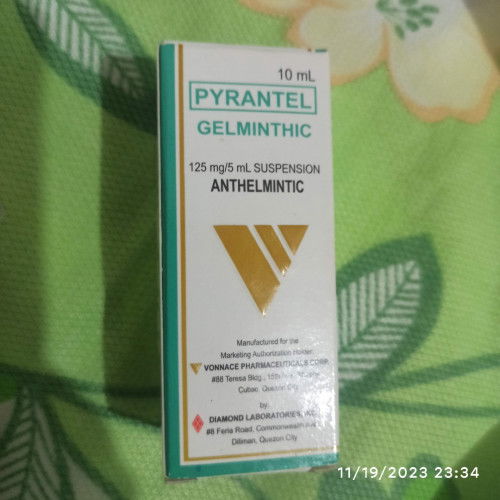 10 mL
PYRANTEL
GELMINTHIC
125 mg/5 mL SUSPENSION
ANTHELMINTIC
Manufactured for the
Marketing Authorization Holder:
VONNACE PHARMACEUTICALS CORP.
#88 Teresa Bldg., 15th
Cubao, Quezon City
by:
DIAMOND LABORATORIES, INC.
#8 Feria Road, Commonwealth
Diliman, Quezon City
11/19/2023 23:34